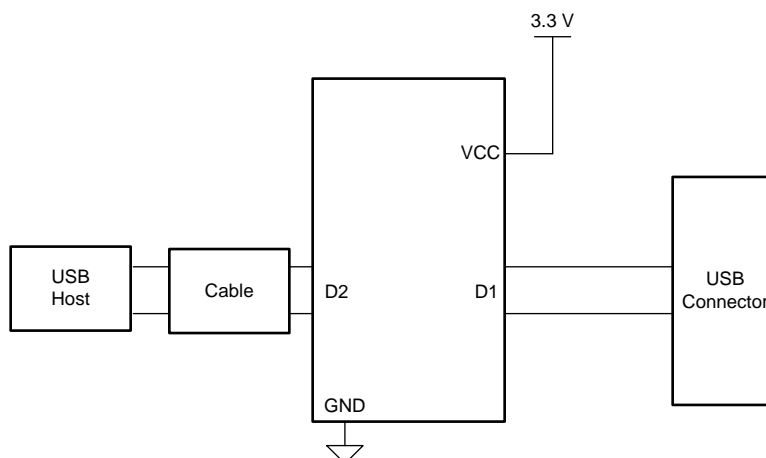 3.3 V
VCC
USB
Host
Cable
D2
D1
USB
Connector
GND